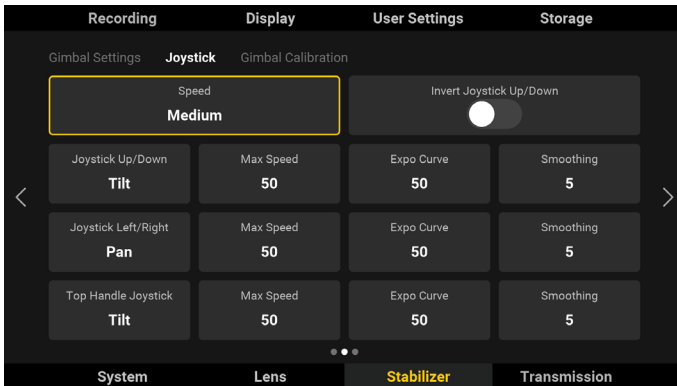 Recording Display User Settings Storage
Gimbal Settings Joystick Gimbal Calibration
Speed Invert Joystick Up/Down
Medium
Joystick Up/Down Max Speed Expo Curve Smoothing
Tilt 50 50 5
Joystick Left/Right Max Speed Expo Curve Smoothing
Pan 50 50 5
Top Handle Joystick Max Speed Expo Curve Smoothing
Tilt 50 50 5
System Lens Stabilizer Transmission